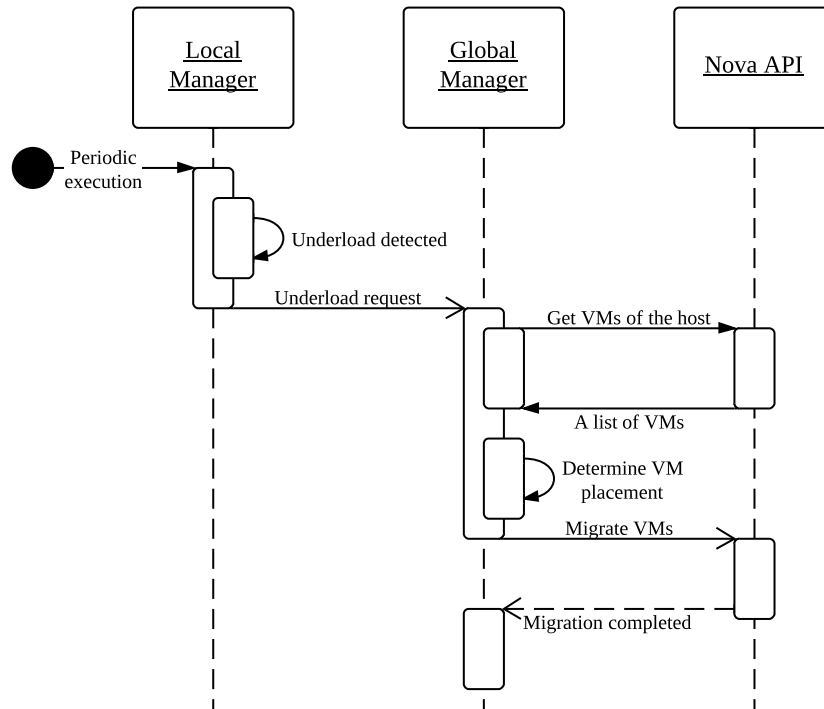 Local
Manager
Global
Manager
Nova API
Periodic
execution
Underload detected
Underload request
Get VMs of the host
A list of VMs
Determine VM
placement
Migrate VMs
Migration completed